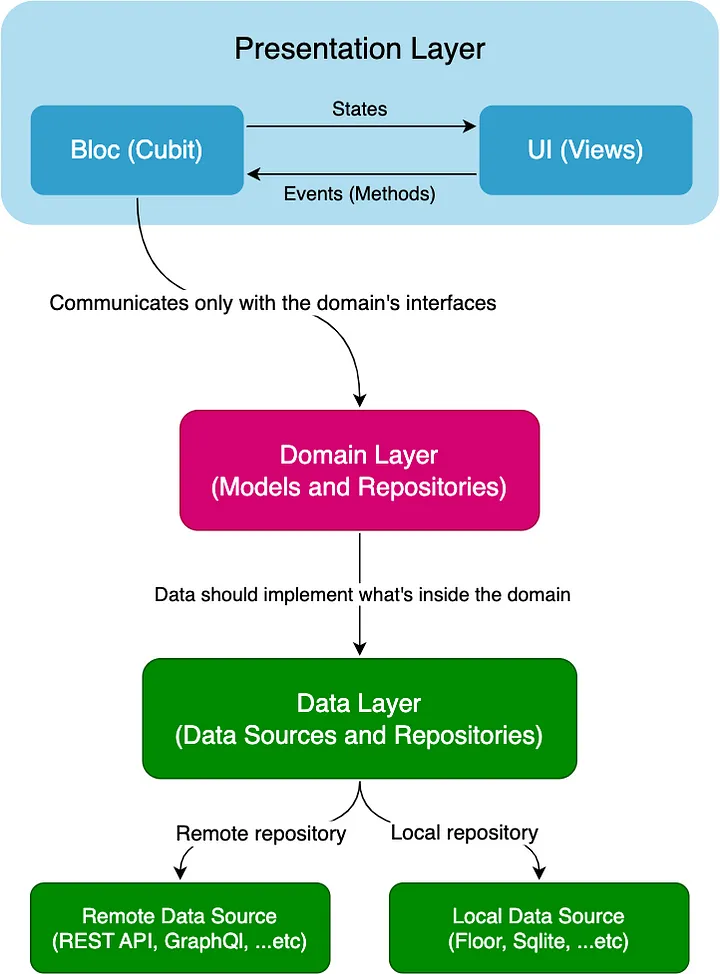 Presentation Layer
States
Bloc (Cubit)
UI (Views)
Events (Methods)
Communicates only with the domain's interfaces
Domain Layer
(Models and Repositories)
Data should implement what's inside the domain
Data Layer
(Data Sources and Repositories)
Remote repository
Local repository
Remote Data Source
(REST API, GraphQl, ...etc)
Local Data Source
(Floor, Sqlite, ...etc)